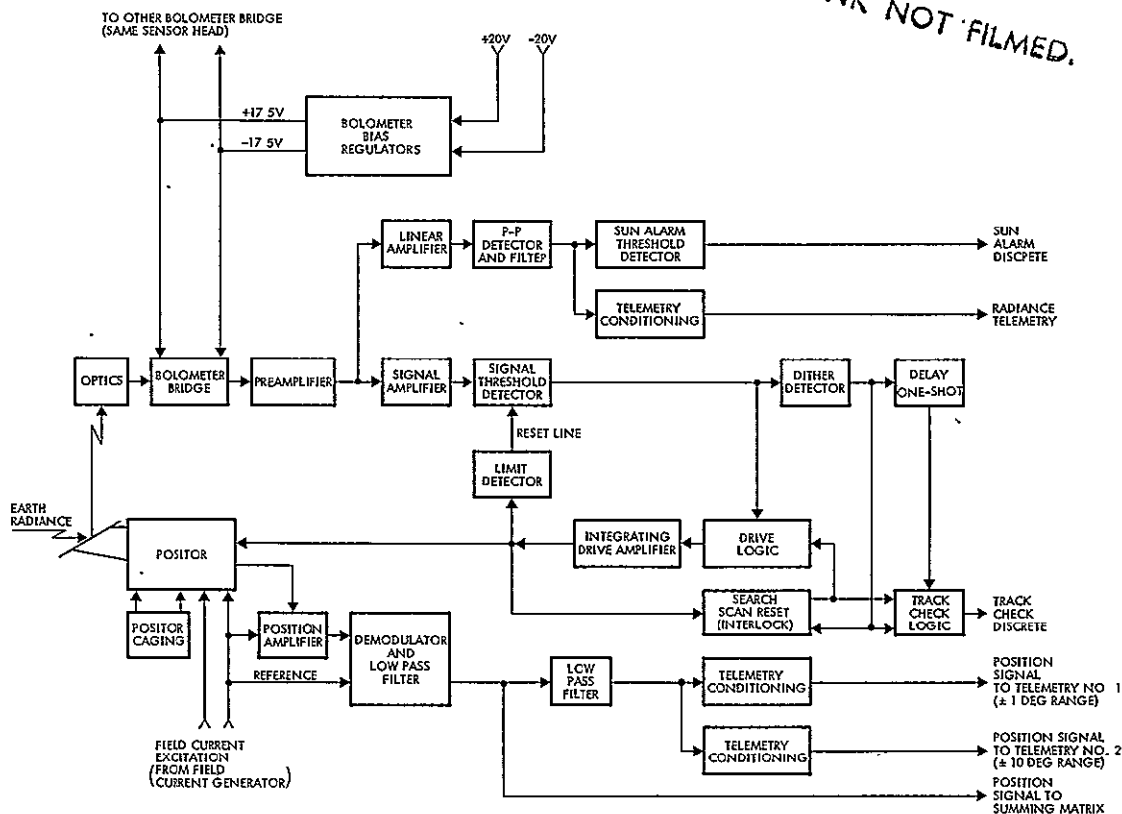 NK NOT FILMED.
TO OTHER BOLOMETER BRIDGE
(SAME SENSOR HEAD)
+20V
-20V
+17 5V
-17 5V
BOLOMETER
BIAS
REGULATORS
LINEAR
AMPLIFIER
P-P
DETECTOR
AND FILTEP
SUN ALARM
THRESHOLD
DETECTOR
SUN
ALARM
DISCPETE
TELEMETRY
CONDITIONING
RADIANCE
TELEMETRY
OPTICS
BOLOMETER
BRIDGE
PREAMPLIFIER
SIGNAL
AMPLIFIER
SIGNAL
THRESHOLD
DETECTOR
DITHER
DETECTOR
DELAY
ONE-SHOT
RESET LINE
LIMIT
DETECTOR
EARTH
RADIANCE
POSITOR
INTEGRATING
DRIVE AMPLIFIER
DRIVE
LOGIC
SEARCH
SCAN RESET
(INTERLOCK)
TRACK
CHECK
LOGIC
TRACK
CHECK
DISCRETE
POSITOR
CAGING
POSITION
AMPLIFIER
DEMODULATOR
AND
LOW PASS
FILTER
REFERENCE
LOW
PASS
FILTER
TELEMETRY
CONDITIONING
POSITION
SIGNAL
TO TELEMETRY NO 1
(± 1 DEG RANGE)
TELEMETRY
CONDITIONING
POSITION SIGNAL
TO TELEMETRY NO. 2
(± 10 DEG RANGE)
FIELD CURRENT
EXCITATION
(FROM FIELD
CURRENT GENERATOR)
POSITION
SIGNAL TO
SUMMING MATRIX